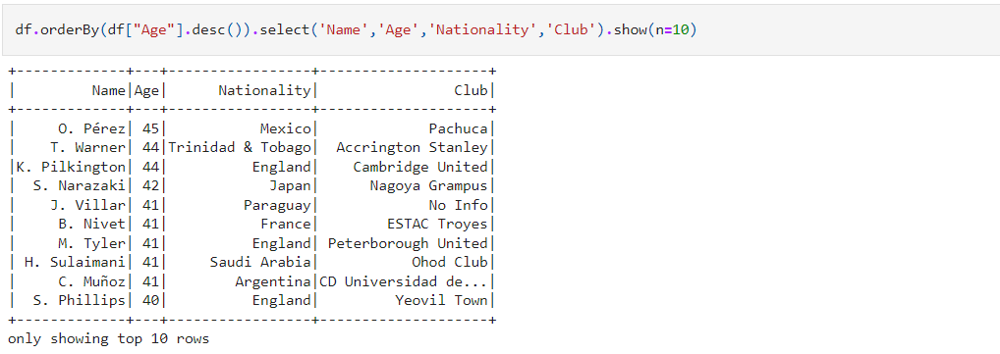 df.orderBy(df["Age"].desc()).select('Name','Age','Nationality','Club').show(n=10)
+-------------+---+-----------------+--------------------+
|         Name|Age|      Nationality|                Club|
+-------------+---+-----------------+--------------------+
|     O. Pérez| 45|           Mexico|             Pachuca|
|    T. Warner| 44|Trinidad & Tobago|  Accrington Stanley|
|K. Pilkington| 44|          England|    Cambridge United|
|  S. Narazaki| 42|            Japan|      Nagoya Grampus|
|    J. Villar| 41|         Paraguay|             No Info|
|     B. Nivet| 41|           France|        ESTAC Troyes|
|     M. Tyler| 41|          England| Peterborough United|
| H. Sulaimani| 41|     Saudi Arabia|           Ohod Club|
|     C. Muñoz| 41|        Argentina|CD Universidad de...|
|  S. Phillips| 40|          England|         Yeovil Town|
+-------------+---+-----------------+--------------------+
only showing top 10 rows